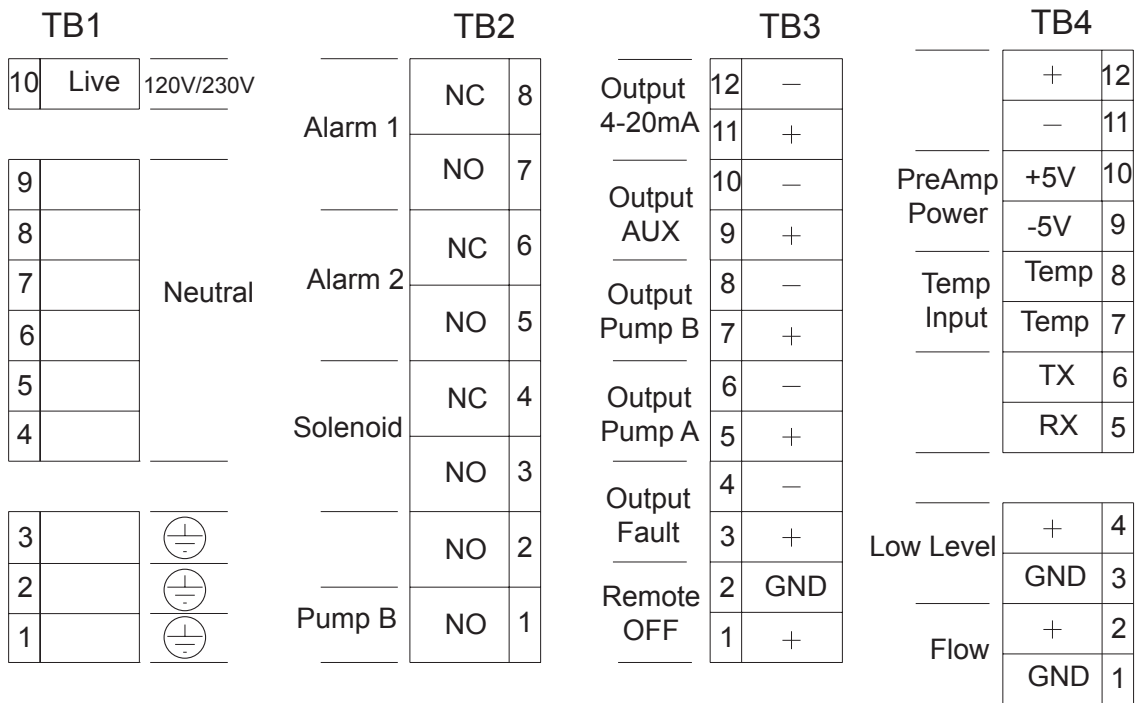 TB1
10 Live 120V/230V
9
8
7
6
5
4
Neutral
3
2
1
TB2
Alarm 1
NC 8
NO 7
Alarm 2
NC 6
NO 5
Solenoid
NC 4
NO 3
NO 2
Pump B
NO 1
TB3
Output
4-20mA
12 −
11 +
Output
AUX
10 −
9 +
Output
Pump B
8 −
7 +
Output
Pump A
6 −
5 +
Output
Fault
4 −
3 +
Remote
OFF
2 GND
1 +
TB4
+ 12
− 11
PreAmp
Power
+5V 10
-5V 9
Temp
Input
Temp 8
Temp 7
TX 6
RX 5
Low Level
+ 4
GND 3
Flow
+ 2
GND 1